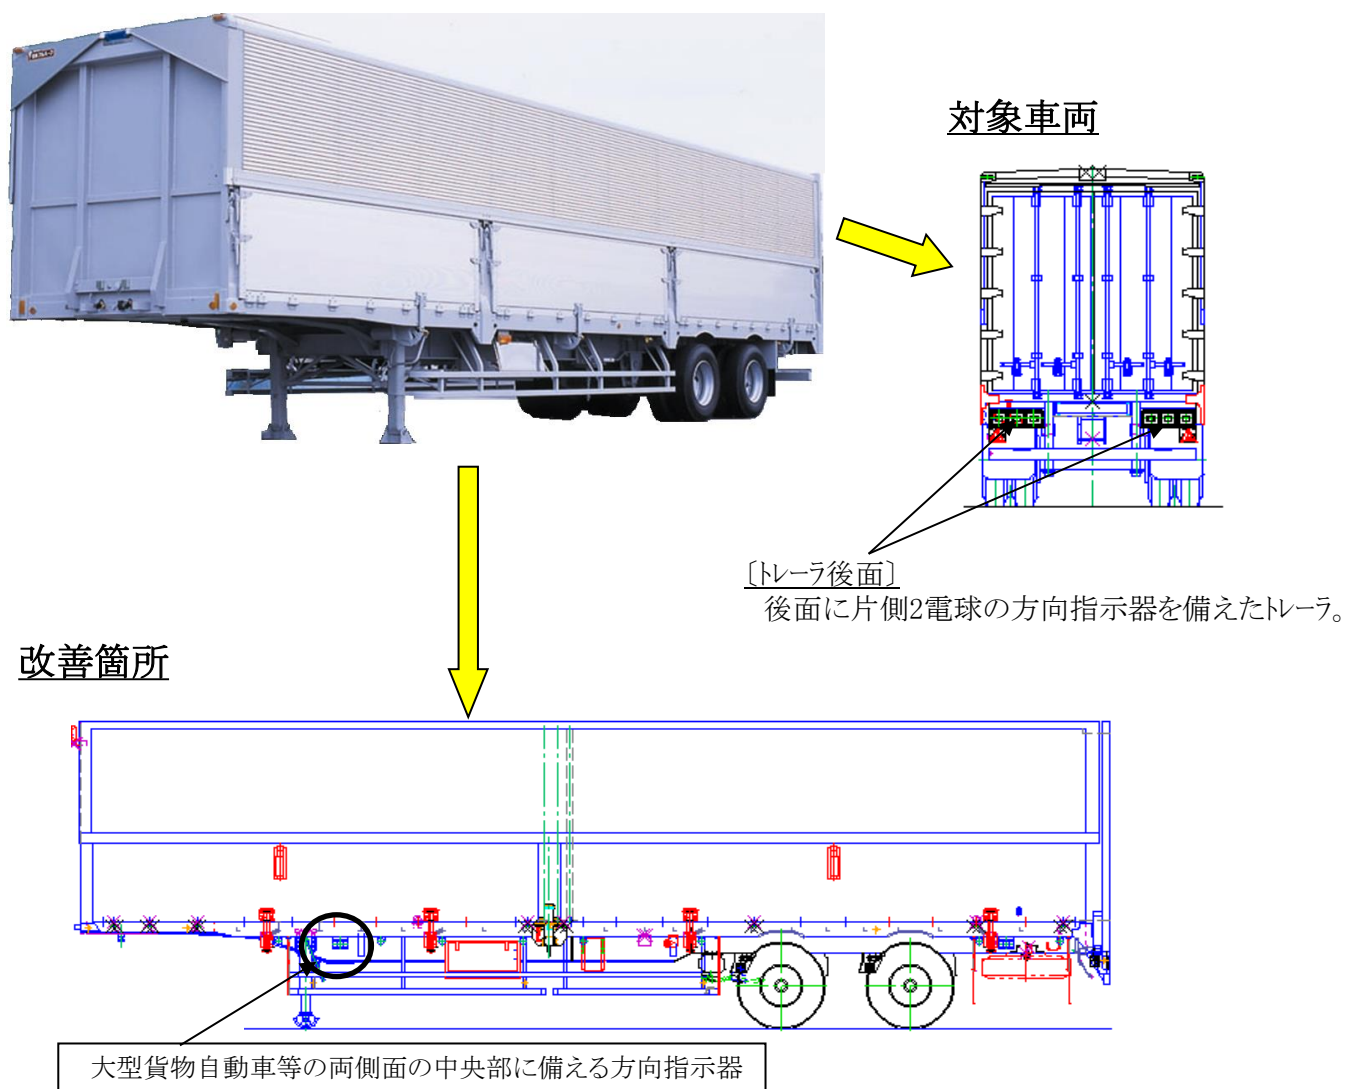 対象車両
〔トレーラ後面〕
後面に片側2電球の方向指示器を備えたトレーラ。
改善箇所
大型貨物自動車等の両側面の中央部に備える方向指示器